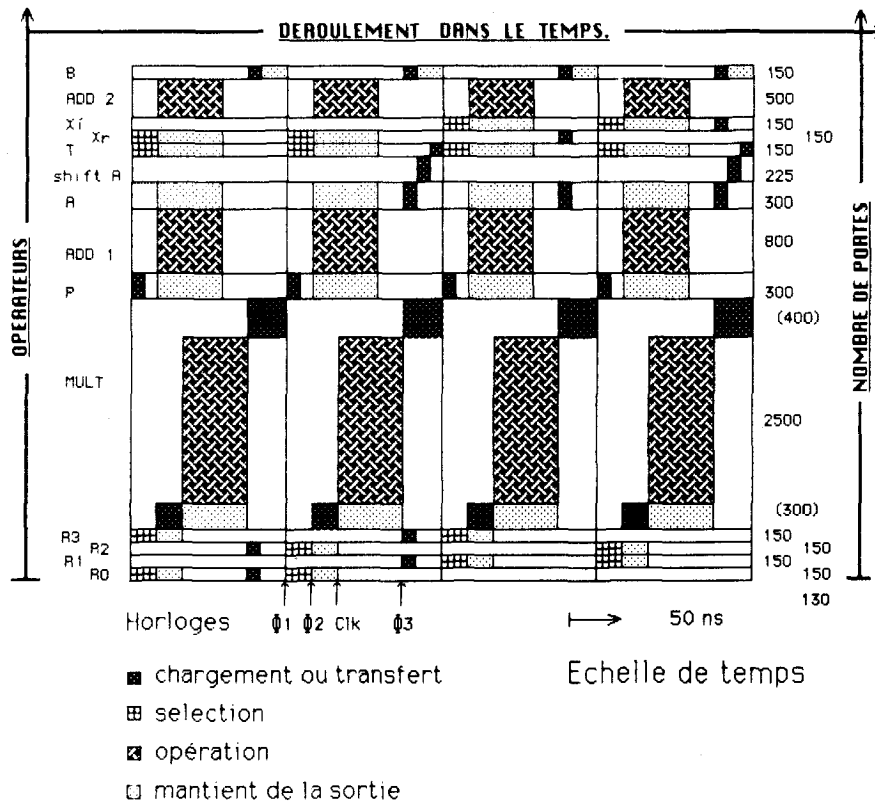 DEROULEMENT DANS LE TEMPS.
OPERATEURS
NOMBRE DE PORTES
B 150
ADD 2 500
Xi 150
Xr 150
T 150
shift A 225
A 300
ADD 1 800
P 300
(400)
MULT 2500
(300)
R3 150
R2 150
R1 150
R0 150
130
Horloges Φ1 Φ2 Clk Φ3 50 ns
Echelle de temps
chargement ou transfert
selection
opération
mantient de la sortie